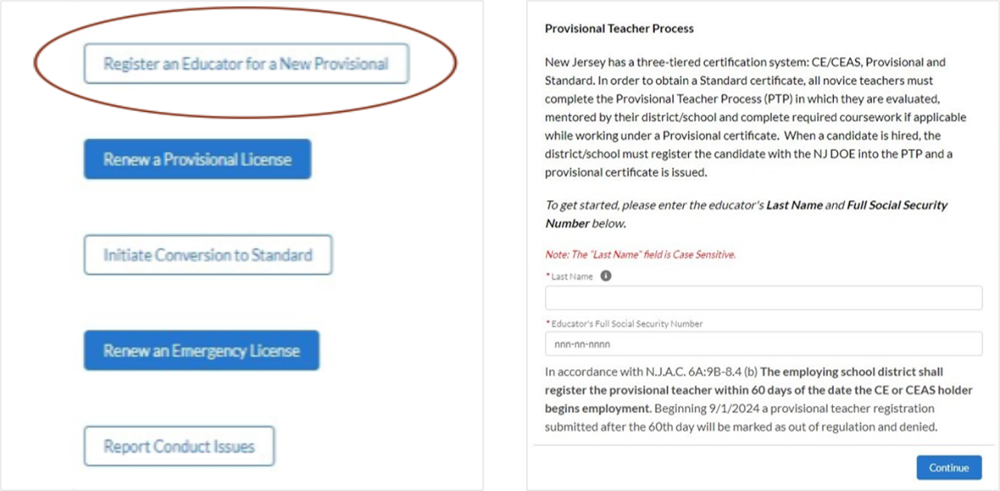 Register an Educator for a New Provisional
Renew a Provisional License
Initiate Conversion to Standard
Renew an Emergency License
Report Conduct Issues
Provisional Teacher Process
New Jersey has a three-tiered certification system: CE/CEAS, Provisional and
Standard. In order to obtain a Standard certificate, all novice teachers must
complete the Provisional Teacher Process (PTP) in which they are evaluated,
mentored by their district/school and complete required coursework if applicable
while working under a Provisional certificate. When a candidate is hired, the
district/school must register the candidate with the NJ DOE into the PTP and a
provisional certificate is issued.
To get started, please enter the educator's Last Name and Full Social Security
Number below.
Note: The "Last Name" field is Case Sensitive.
* Last Name i
* Educator's Full Social Security Number
nnn-nn-nnnn
In accordance with N.J.A.C. 6A:9B-8.4 (b) The employing school district shall
register the provisional teacher within 60 days of the date the CE or CEAS holder
begins employment. Beginning 9/1/2024 a provisional teacher registration
submitted after the 60th day will be marked as out of regulation and denied.
Continue